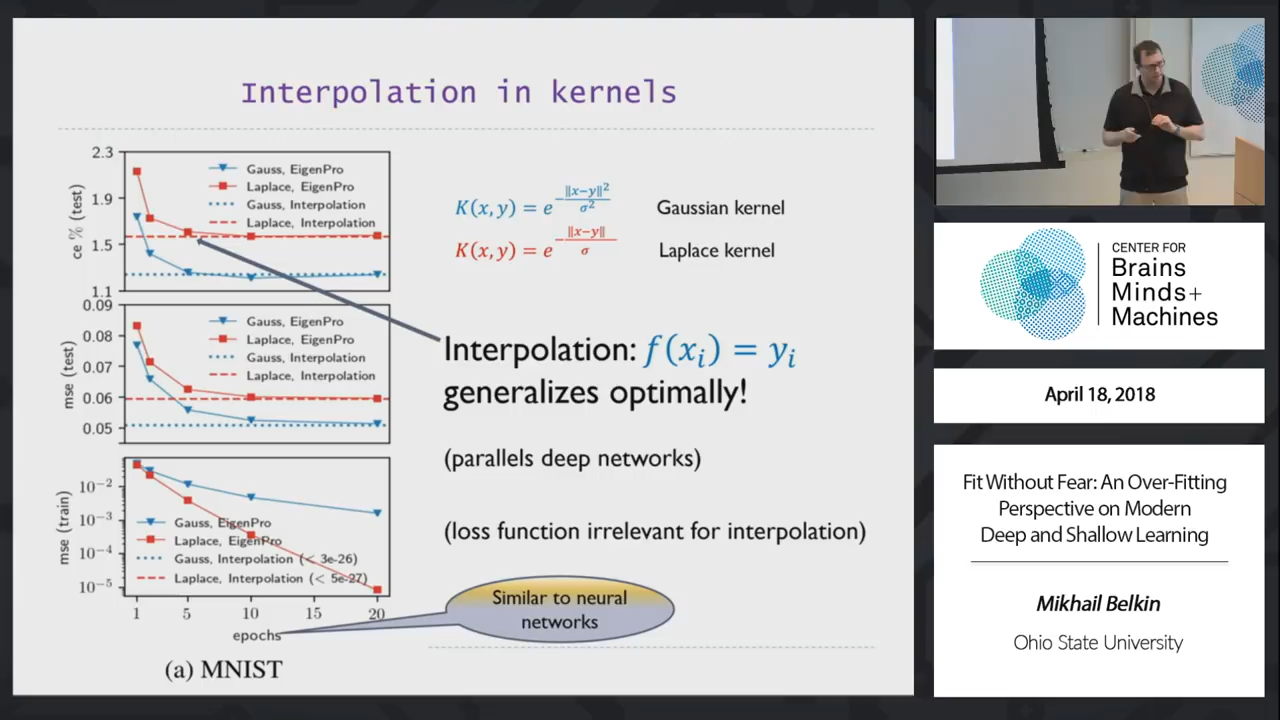 Interpolation in kernels
2.3
1.9
1.5
1.1
ce % (test)
Gauss, EigenPro
Laplace, EigenPro
Gauss, Interpolation
Laplace, Interpolation
0.09
0.08
0.07
0.06
0.05
mse (test)
Gauss, EigenPro
Laplace, EigenPro
Gauss, Interpolation
Laplace, Interpolation
10⁻²
10⁻³
10⁻⁴
10⁻⁵
mse (train)
Gauss, EigenPro
Laplace, EigenPro
Gauss, Interpolation (< 3e-26)
Laplace, Interpolation (< 5e-27)
1 5 10 15 20
epochs
(a) MNIST
K(x, y) = e^{-‖x−y‖²/σ²} Gaussian kernel
K(x, y) = e^{-‖x−y‖/σ} Laplace kernel
Interpolation: f(xᵢ) = yᵢ
generalizes optimally!
(parallels deep networks)
(loss function irrelevant for interpolation)
Similar to neural
networks
CENTER FOR
Brains
Minds+
Machines
April 18, 2018
Fit Without Fear: An Over-Fitting
Perspective on Modern
Deep and Shallow Learning
Mikhail Belkin
Ohio State University